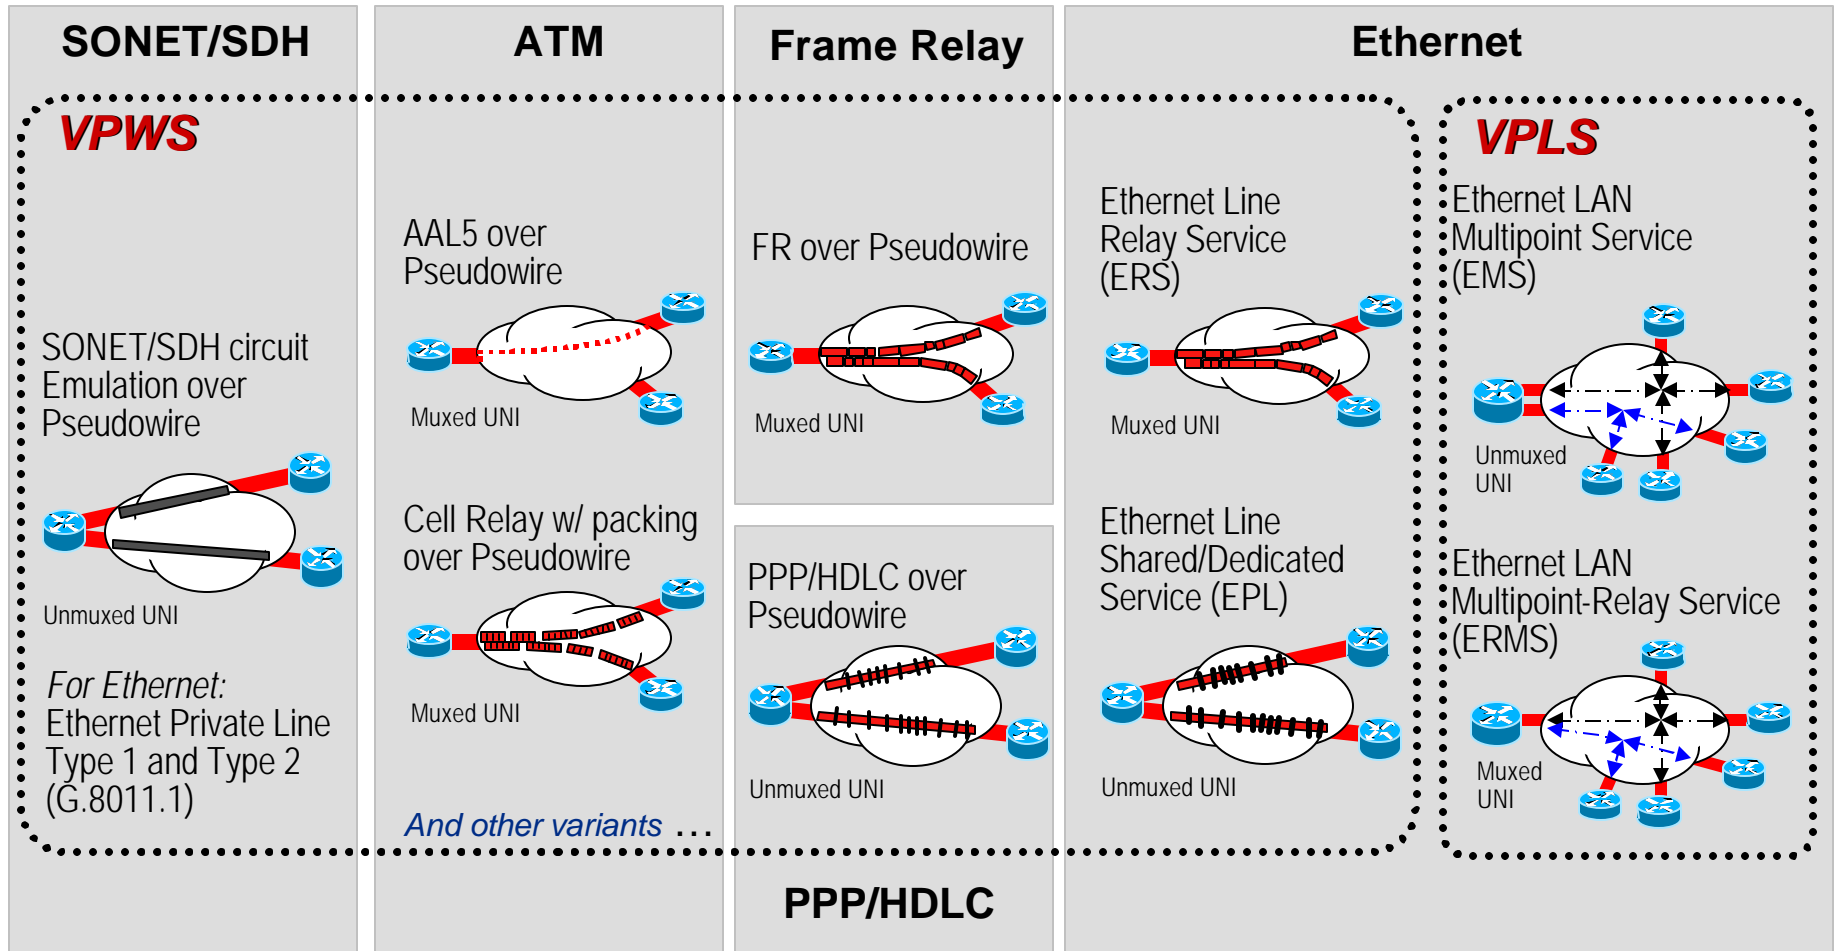 SONET/SDH
VPWS
SONET/SDH circuit
Emulation over
Pseudowire
Unmuxed UNI
For Ethernet:
Ethernet Private Line
Type 1 and Type 2
(G.8011.1)
ATM
AAL5 over
Pseudowire
Muxed UNI
Cell Relay w/ packing
over Pseudowire
Muxed UNI
And other variants ...
Frame Relay
FR over Pseudowire
Muxed UNI
PPP/HDLC over
Pseudowire
Unmuxed UNI
PPP/HDLC
Ethernet
Ethernet Line
Relay Service
(ERS)
Muxed UNI
Ethernet Line
Shared/Dedicated
Service (EPL)
Unmuxed UNI
VPLS
Ethernet LAN
Multipoint Service
(EMS)
Unmuxed
UNI
Ethernet LAN
Multipoint-Relay Service
(ERMS)
Muxed
UNI